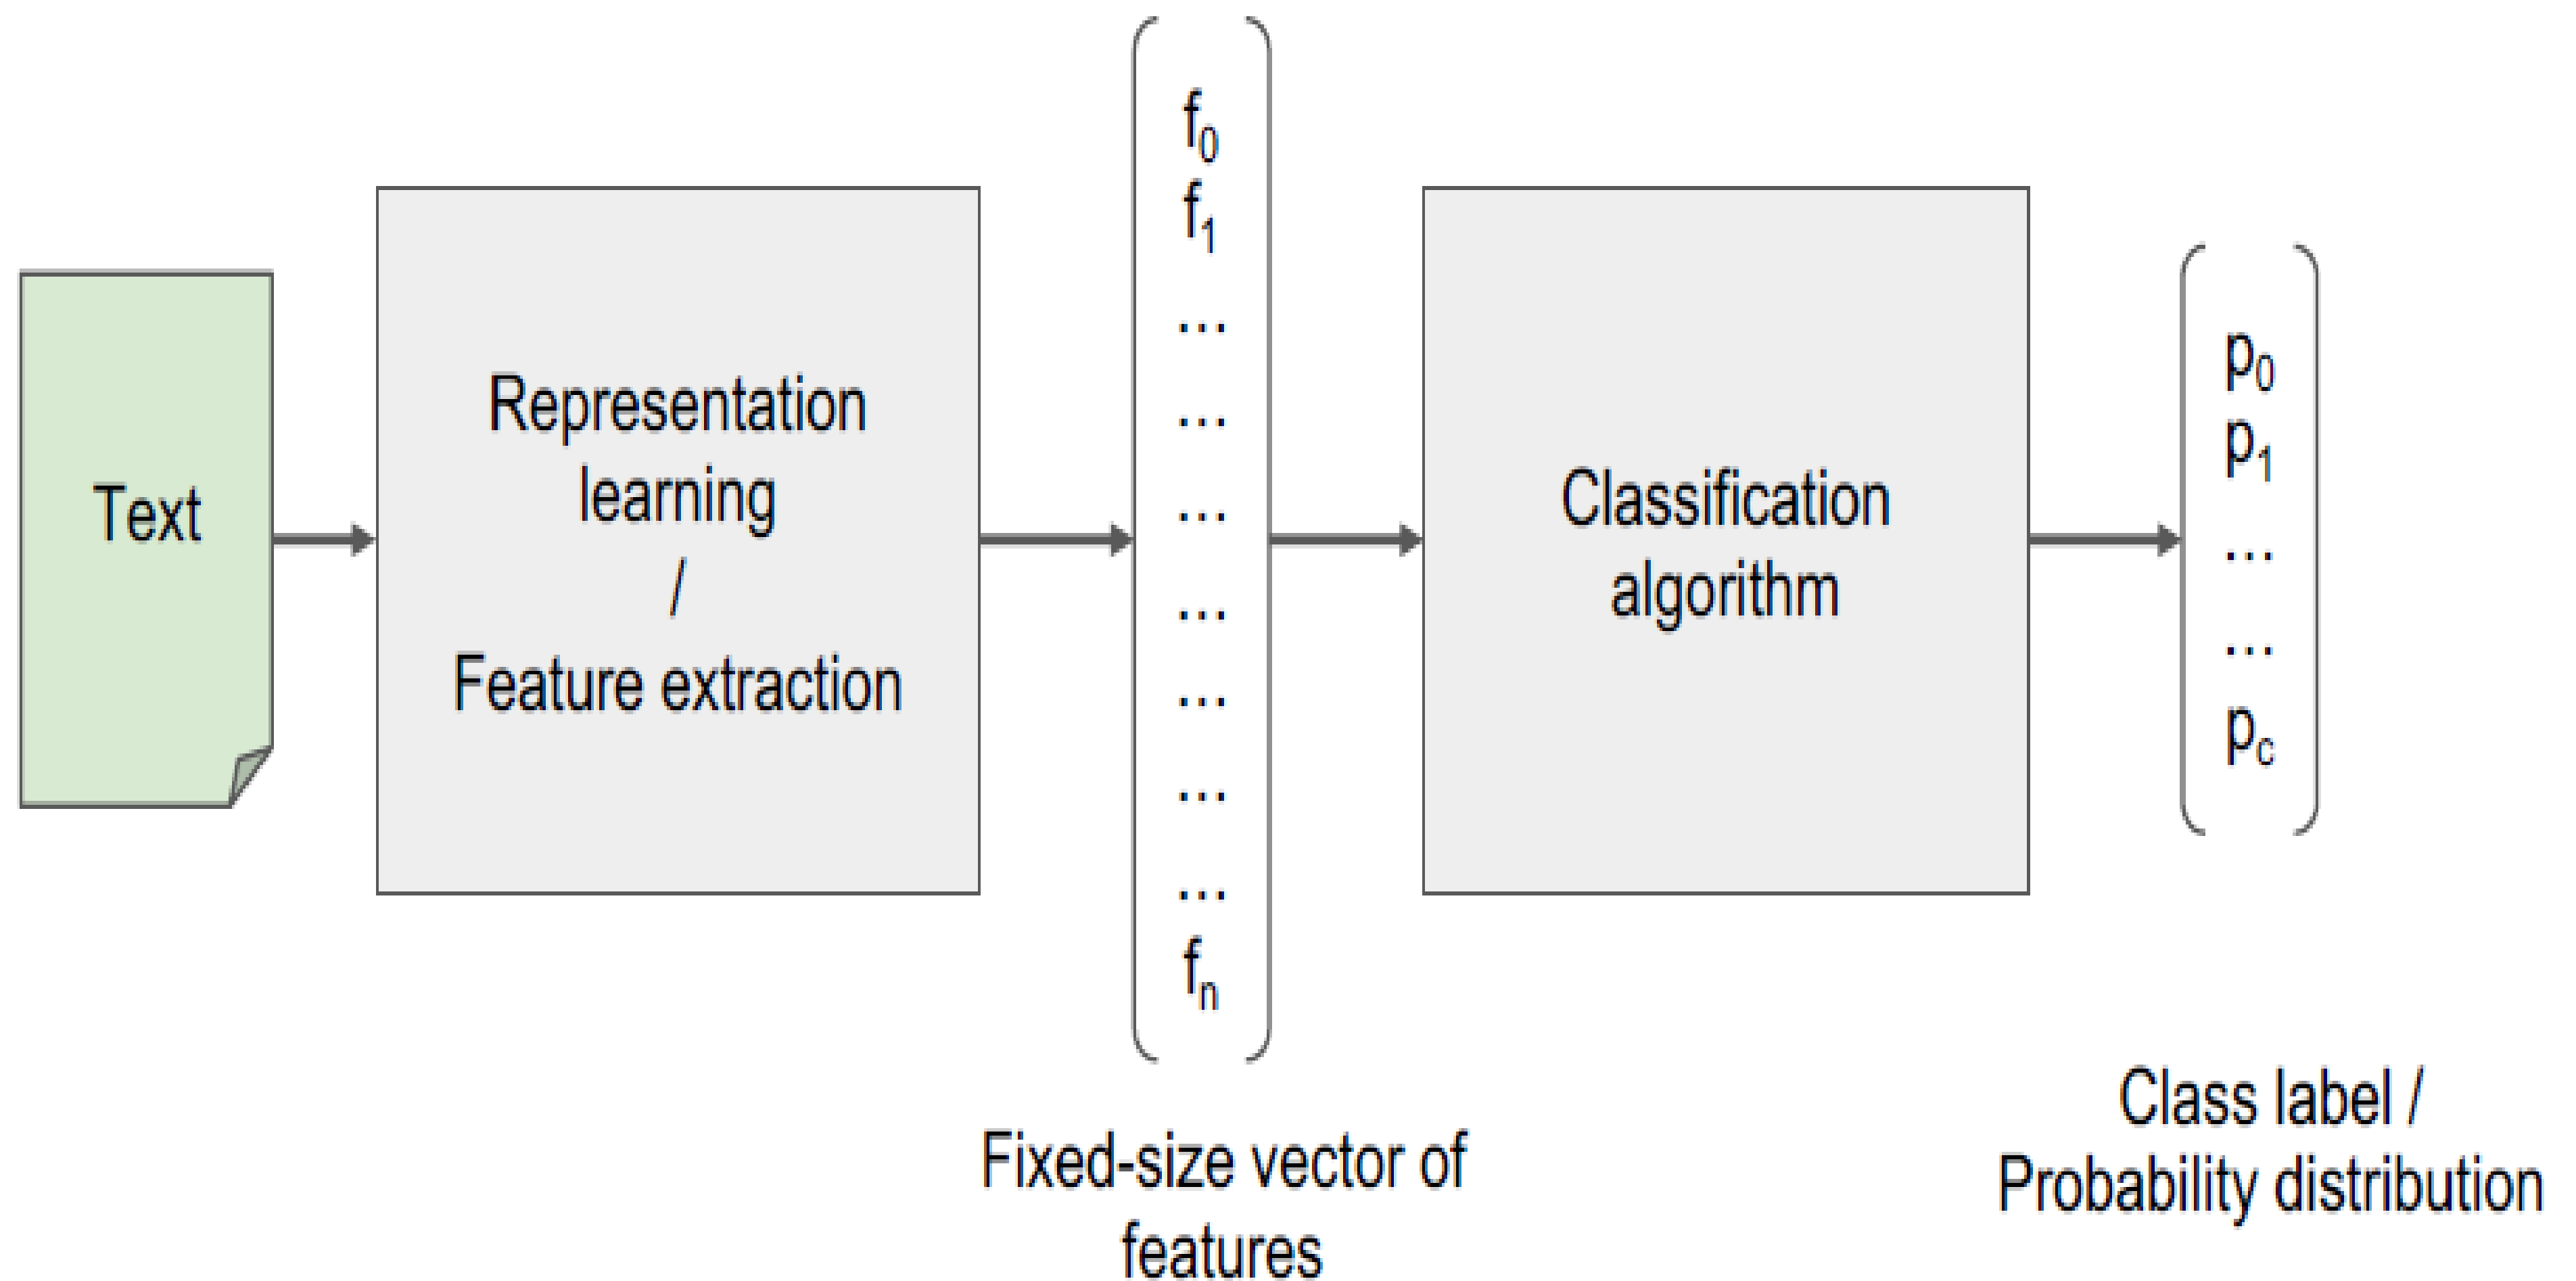 Text
Representation
learning
/
Feature extraction
f0
f1
...
...
...
...
...
...
...
fn
Fixed-size vector of
features
Classification
algorithm
p0
p1
...
...
pc
Class label /
Probability distribution